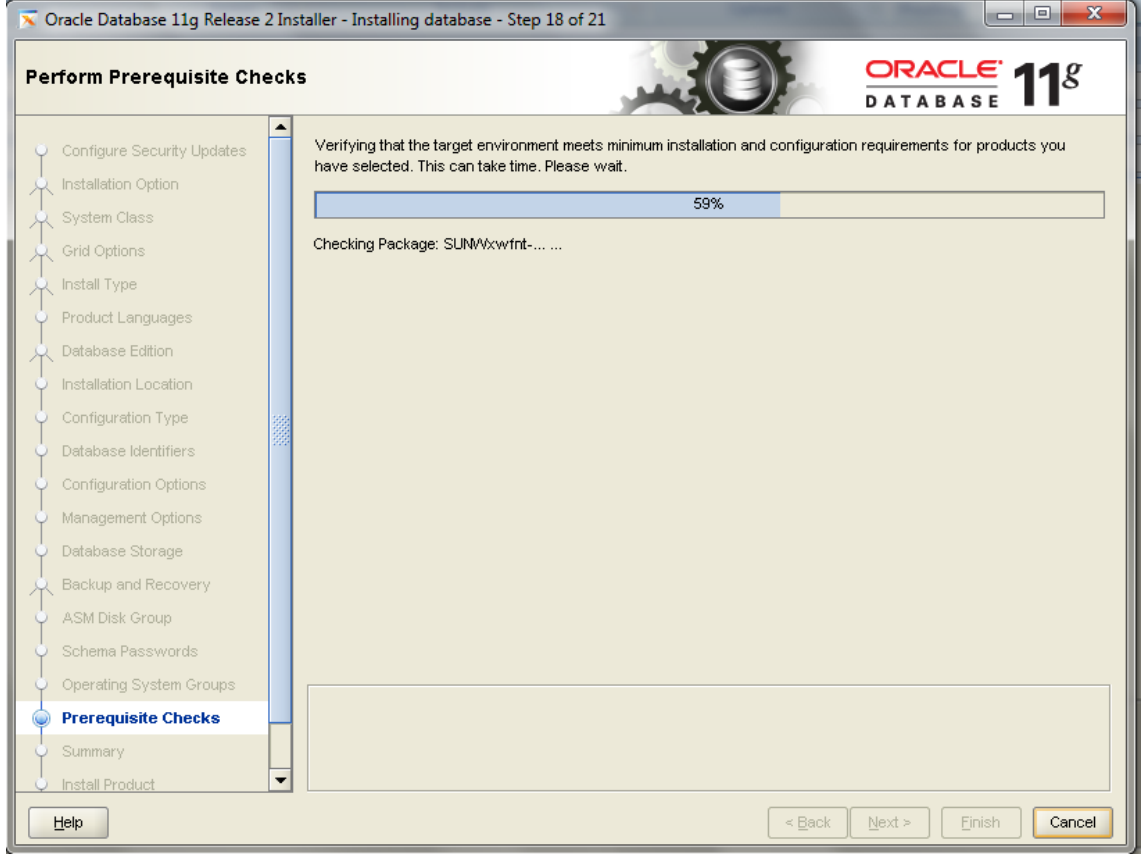 Oracle Database 11g Release 2 Installer - Installing database - Step 18 of 21
Perform Prerequisite Checks
ORACLE
DATABASE 11g
Configure Security Updates
Installation Option
System Class
Grid Options
Install Type
Product Languages
Database Edition
Installation Location
Configuration Type
Database Identifiers
Configuration Options
Management Options
Database Storage
Backup and Recovery
ASM Disk Group
Schema Passwords
Operating System Groups
Prerequisite Checks
Summary
Install Product
Verifying that the target environment meets minimum installation and configuration requirements for products you
have selected. This can take time. Please wait.
59%
Checking Package: SUNWxwfnt-... ...
Help
< Back
Next >
Finish
Cancel